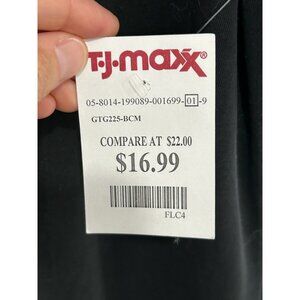 T·J·maxx®
05-8014-199089-001699-01-9
GTG225-BCM
COMPARE AT $22.00
$16.99
FLC4